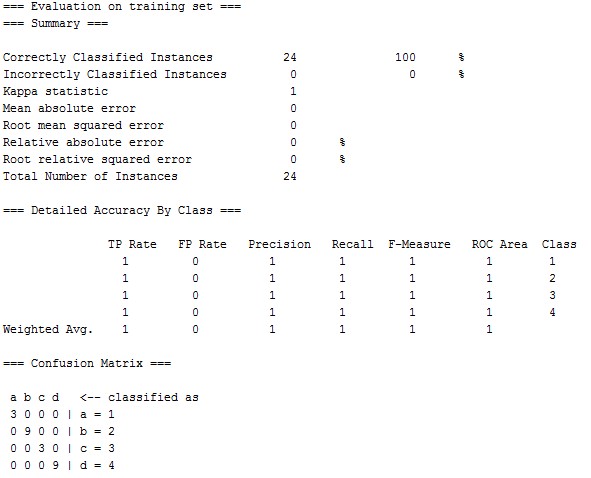 === Evaluation on training set ===
=== Summary ===
Correctly Classified Instances 24 100 %
Incorrectly Classified Instances 0 0 %
Kappa statistic 1
Mean absolute error 0
Root mean squared error 0
Relative absolute error 0 %
Root relative squared error 0 %
Total Number of Instances 24
=== Detailed Accuracy By Class ===
TP Rate FP Rate Precision Recall F-Measure ROC Area Class
1 0 1 1 1 1 1
1 0 1 1 1 1 2
1 0 1 1 1 1 3
1 0 1 1 1 1 4
Weighted Avg. 1 0 1 1 1 1
=== Confusion Matrix ===
a b c d <-- classified as
3 0 0 0 | a = 1
0 9 0 0 | b = 2
0 0 3 0 | c = 3
0 0 0 9 | d = 4